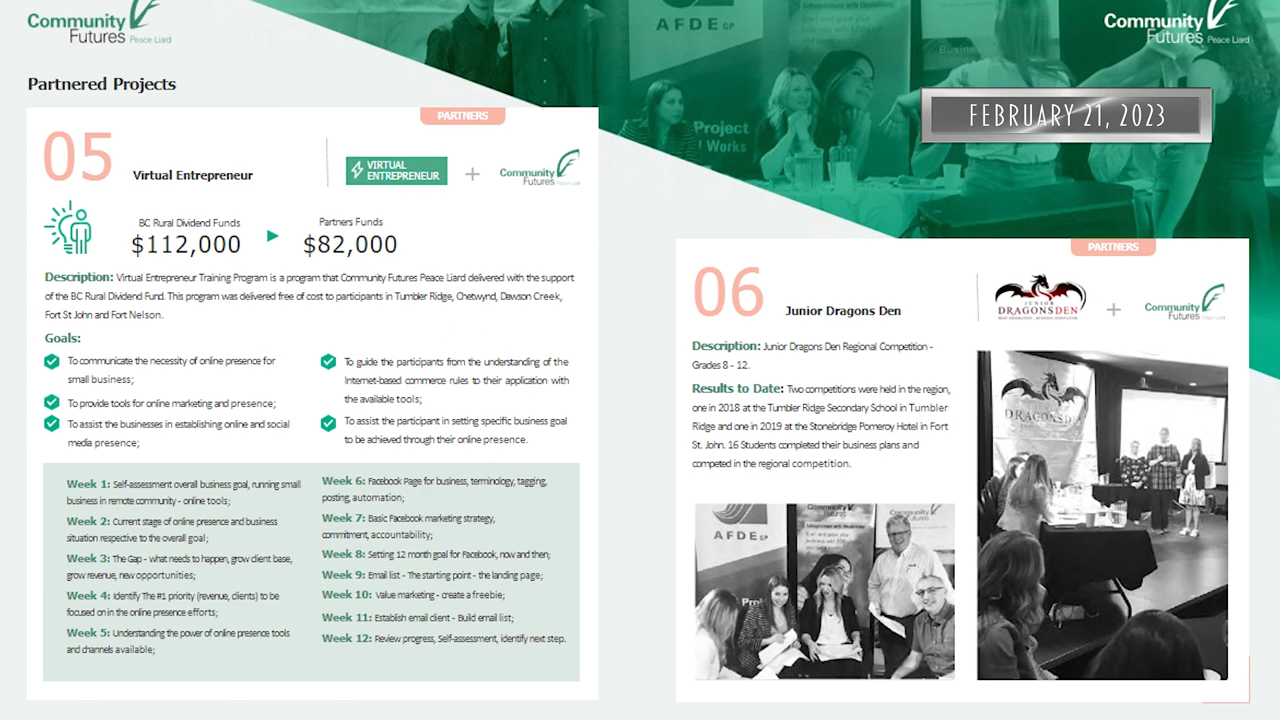 Community
Futures Peace Liard
Community
Futures Peace Liard
AFDE GP
Project
Works
FEBRUARY 21, 2023
Partnered Projects
PARTNERS
05
Virtual Entrepreneur
VIRTUAL
ENTREPRENEUR
+
Community
Futures Peace Liard
BC Rural Dividend Funds
$112,000
Partners Funds
$82,000
Description: Virtual Entrepreneur Training Program is a program that Community Futures Peace Liard delivered with the support
of the BC Rural Dividend Fund. This program was delivered free of cost to participants in Tumbler Ridge, Chetwynd, Dawson Creek,
Fort St John and Fort Nelson.
Goals:
To communicate the necessity of online presence for
small business;
To provide tools for online marketing and presence;
To assist the businesses in establishing online and social
media presence;
To guide the participants from the understanding of the
Internet-based commerce rules to their application with
the available tools;
To assist the participant in setting specific business goal
to be achieved through their online presence.
Week 1: Self-assessment overall business goal, running small
business in remote community - online tools;
Week 2: Current stage of online presence and business
situation respective to the overall goal;
Week 3: The Gap - what needs to happen, grow client base,
grow revenue, new opportunities;
Week 4: Identify The #1 priority (revenue, clients) to be
focused on in the online presence efforts;
Week 5: Understanding the power of online presence tools
and channels available;
Week 6: Facebook Page for business, terminology, tagging,
posting, automation;
Week 7: Basic Facebook marketing strategy,
commitment, accountability;
Week 8: Setting 12 month goal for Facebook, now and then;
Week 9: Email list - The starting point - the landing page;
Week 10: Value marketing - create a freebie;
Week 11: Establish email client - Build email list;
Week 12: Review progress, Self-assessment, identify next step.
PARTNERS
06
Junior Dragons Den
JUNIOR
DRAGONSDEN
+
Community
Futures Peace Liard
Description: Junior Dragons Den Regional Competition -
Grades 8 - 12.
Results to Date: Two competitions were held in the region,
one in 2018 at the Tumbler Ridge Secondary School in Tumbler
Ridge and one in 2019 at the Stonebridge Pomeroy Hotel in Fort
St. John. 16 Students completed their business plans and
competed in the regional competition.
AFDE GP
DRAGONSDEN